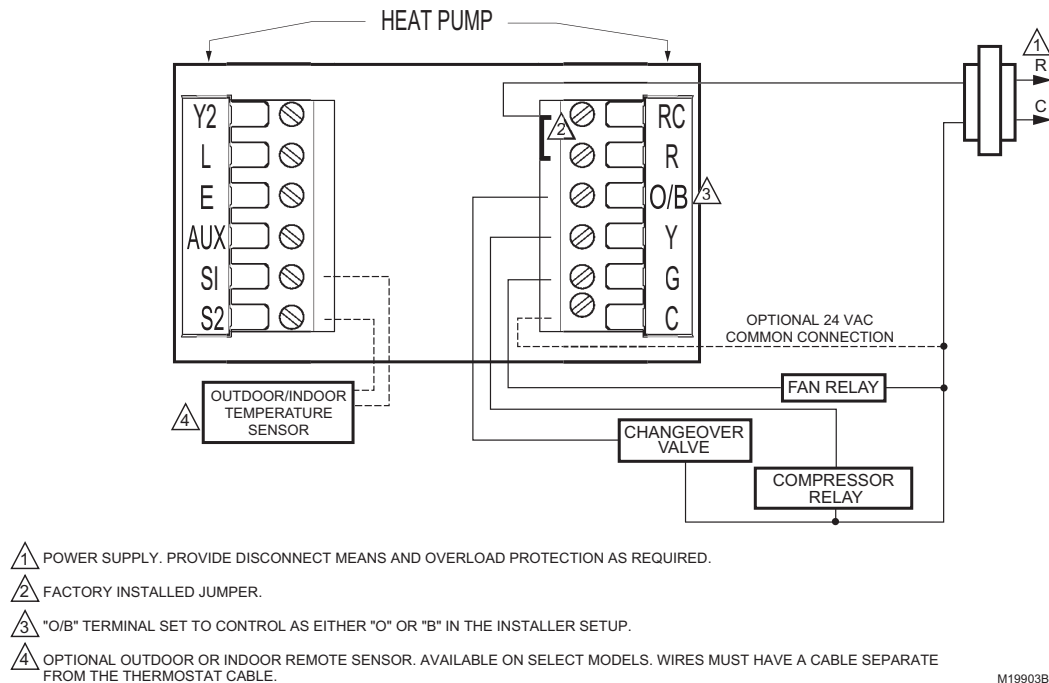 HEAT PUMP
1
R
C
Y2
L
E
AUX
S1
S2
2
RC
R
O/B
3
Y
G
C
OPTIONAL 24 VAC
COMMON CONNECTION
FAN RELAY
OUTDOOR/INDOOR
TEMPERATURE
SENSOR
4
CHANGEOVER
VALVE
COMPRESSOR
RELAY
1 POWER SUPPLY. PROVIDE DISCONNECT MEANS AND OVERLOAD PROTECTION AS REQUIRED.
2 FACTORY INSTALLED JUMPER.
3 "O/B" TERMINAL SET TO CONTROL AS EITHER "O" OR "B" IN THE INSTALLER SETUP.
4 OPTIONAL OUTDOOR OR INDOOR REMOTE SENSOR. AVAILABLE ON SELECT MODELS. WIRES MUST HAVE A CABLE SEPARATE
FROM THE THERMOSTAT CABLE.
M19903B